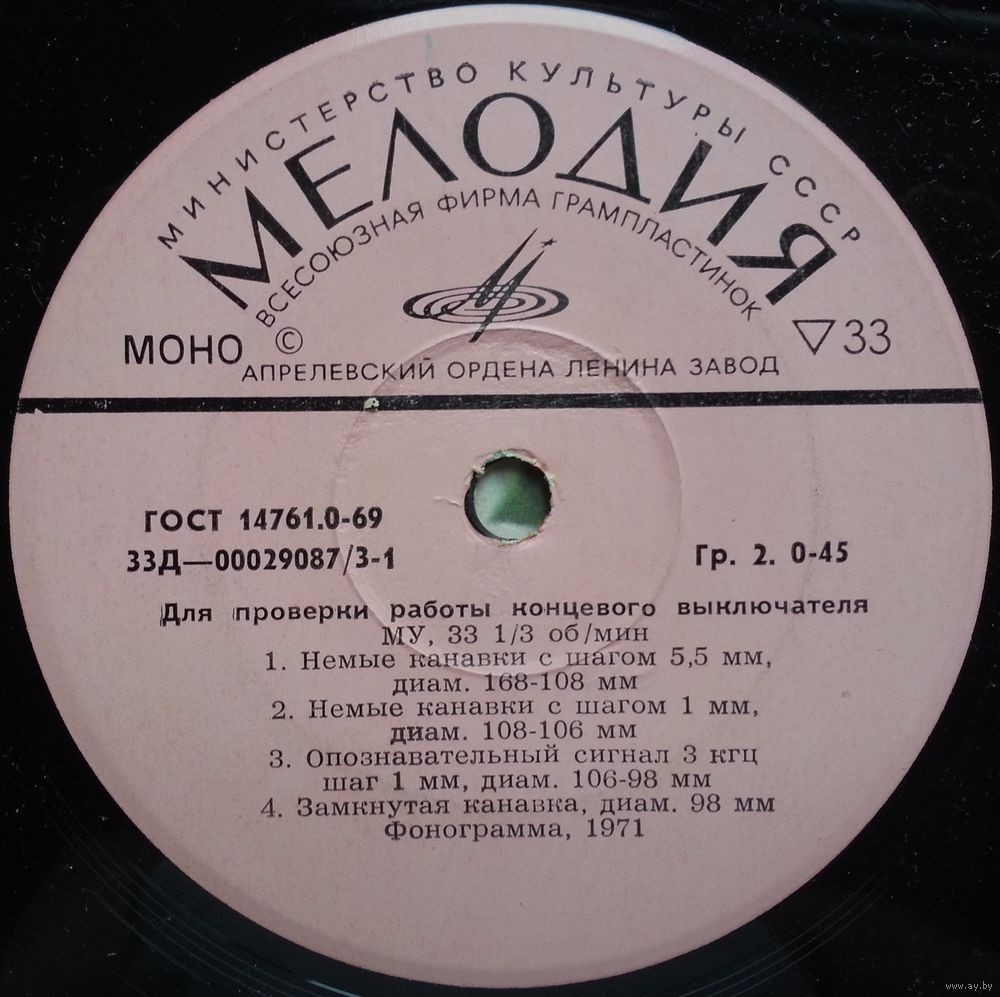 МИНИСТЕРСТВО КУЛЬТУРЫ СССР
МЕЛОДИЯ
ВСЕСОЮЗНАЯ ФИРМА ГРАМПЛАСТИНОК
МОНО © ▽ 33
АПРЕЛЕВСКИЙ ОРДЕНА ЛЕНИНА ЗАВОД
ГОСТ 14761.0-69
33Д—00029087/3-1 Гр. 2. 0-45
Для проверки работы концевого выключателя
МУ, 33 1/3 об/мин
1. Немые канавки с шагом 5,5 мм,
диам. 168-108 мм
2. Немые канавки с шагом 1 мм,
диам. 108-106 мм
3. Опознавательный сигнал 3 кгц
шаг 1 мм, диам. 106-98 мм
4. Замкнутая канавка, диам. 98 мм
Фонограмма, 1971
www.ay.by